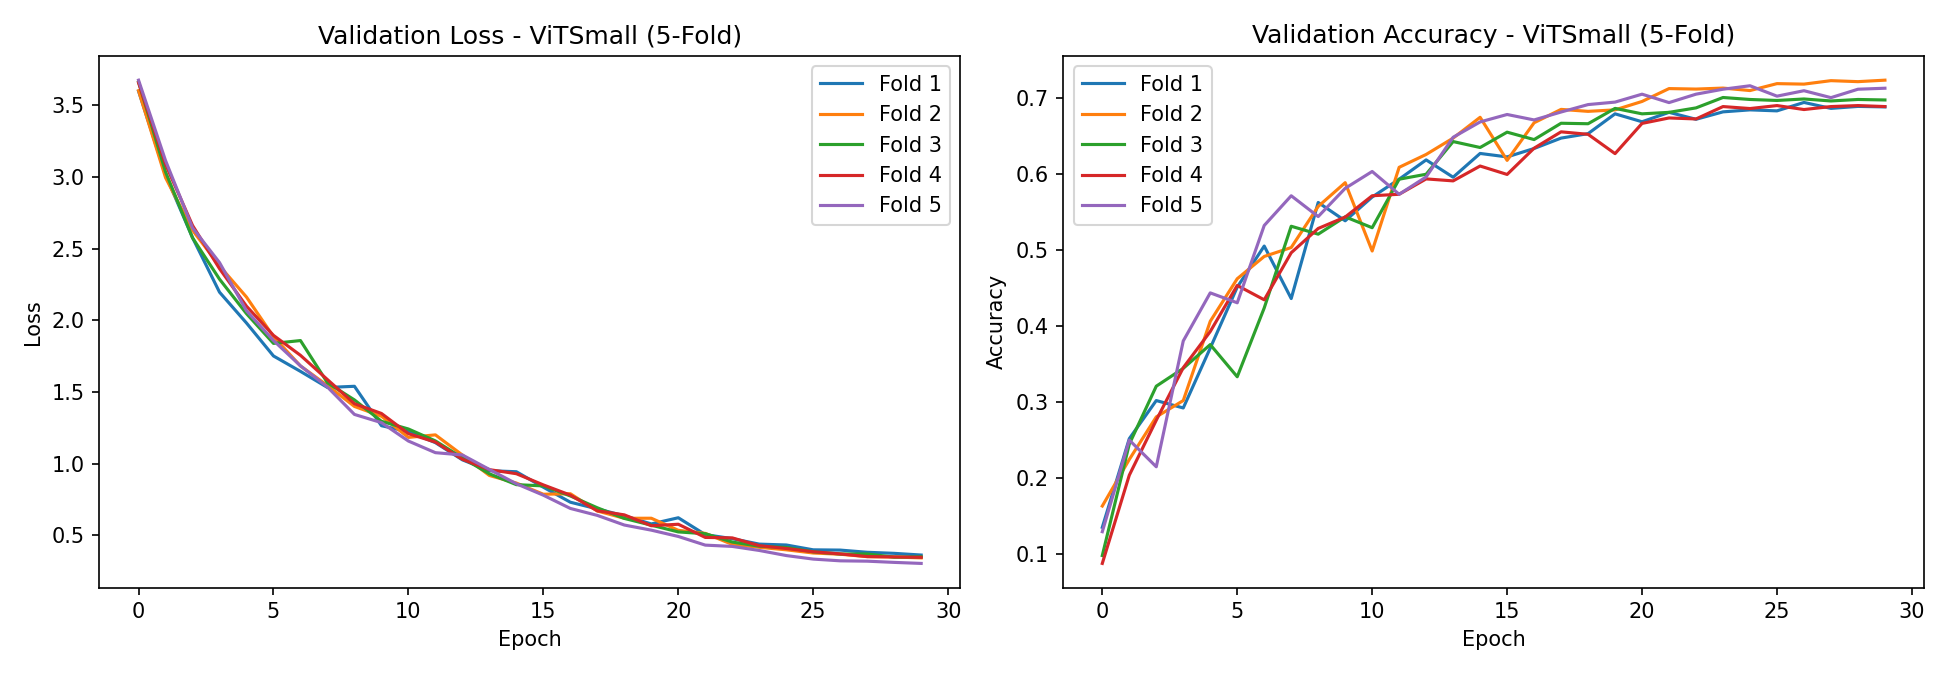 Validation Loss - ViTSmall (5-Fold)
Loss
3.5
3.0
2.5
2.0
1.5
1.0
0.5
0
5
10
15
20
25
30
Epoch
Fold 1
Fold 2
Fold 3
Fold 4
Fold 5
Validation Accuracy - ViTSmall (5-Fold)
Accuracy
0.7
0.6
0.5
0.4
0.3
0.2
0.1
0
5
10
15
20
25
30
Epoch
Fold 1
Fold 2
Fold 3
Fold 4
Fold 5